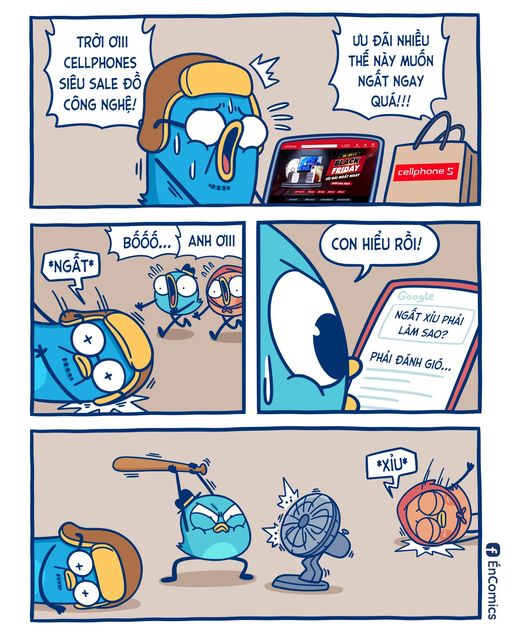 TRỜI ƠIII
CELLPHONES
SIÊU SALE ĐỒ
CÔNG NGHỆ!
ƯU ĐÃI NHIỀU
THẾ NÀY MUỐN
NGẤT NGAY
QUÁ!!!
BLACK
FRIDAY
cellphone S
*NGẤT*
BỐỐỐ...
ANH ƠIII
CON HIỂU RỒI!
Google
NGẤT XỈU PHẢI
LÀM SAO?
PHẢI ĐÁNH GIÓ...
*XỈU*
f ÉnComics